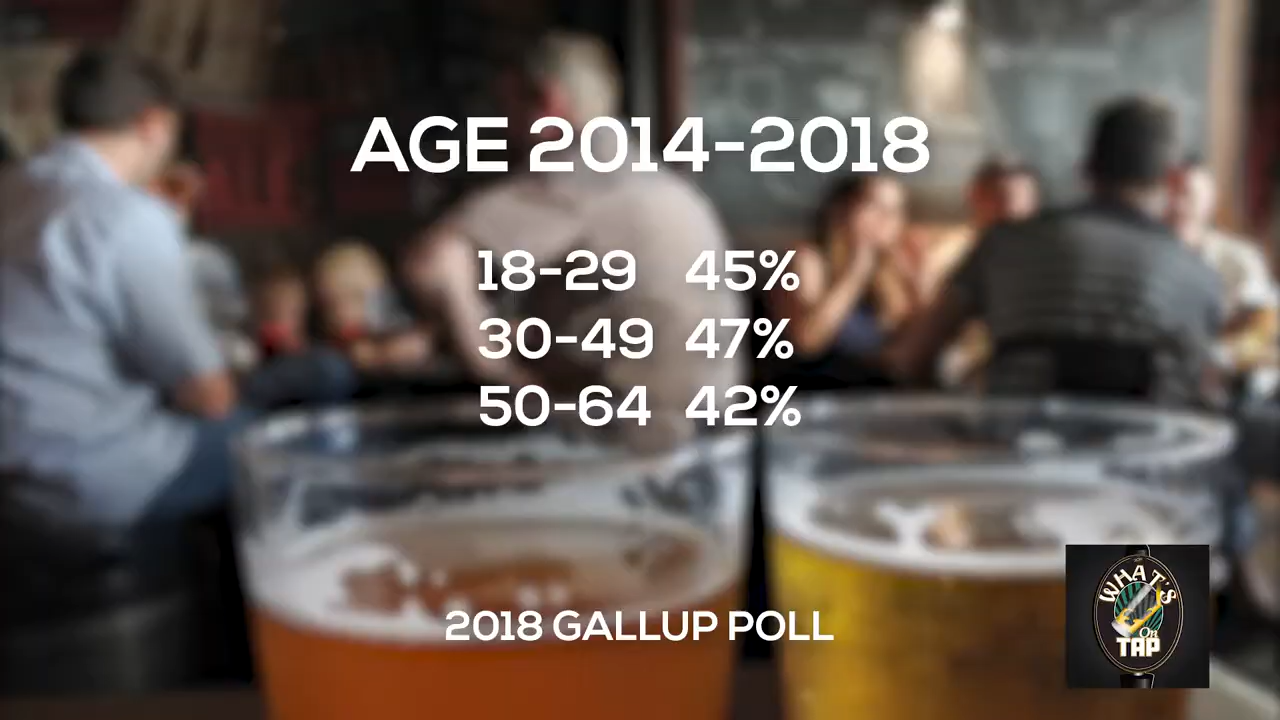 AGE 2014-2018
18-29 45%
30-49 47%
50-64 42%
2018 GALLUP POLL
WHAT'S
On
TAP